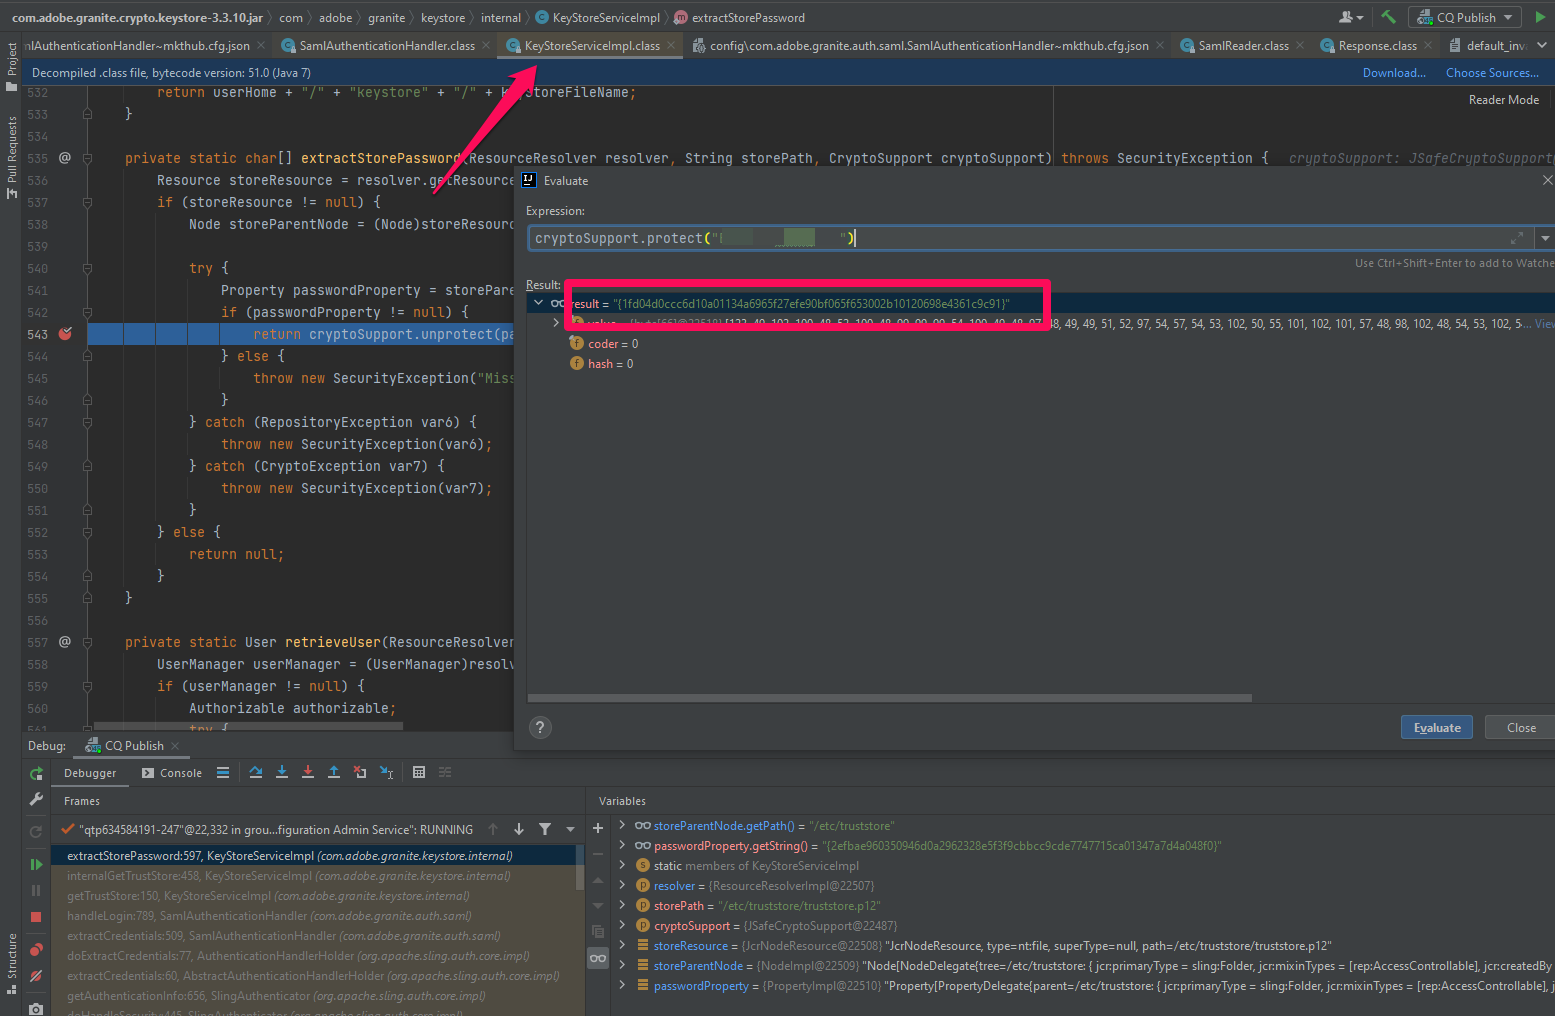 com.adobe.granite.crypto.keystore-3.3.10.jar com adobe granite keystore internal KeyStoreServiceImpl extractStorePassword CQ Publish
AuthenticationHandler~mkthub.cfg.json SamlAuthenticationHandler.class KeyStoreServiceImpl.class config\com.adobe.granite.auth.saml.SamlAuthenticationHandler~mkthub.cfg.json SamlReader.class Response.class
Decompiled .class file, bytecode version: 51.0 (Java 7) Download... Choose Sources...
Reader Mode
Project
Pull Requests
Structure
532 return userHome + "/" + "keystore" + "/" +
533 }
534
535 @ private static char[] extractStorePassword(ResourceResolver resolver, String storePath, CryptoSupport cryptoSupport) throws SecurityException { cryptoSupport: JSafeCryptoSupport
536 Resource storeResource = resolver.getResource
537 if (storeResource != null) {
538 Node storeParentNode = (Node)storeResour
539
540 try {
541 Property passwordProperty = storePare
542 if (passwordProperty != null) {
543 return cryptoSupport.unprotect(pa
544 } else {
545 throw new SecurityException("Miss
546 }
547 } catch (RepositoryException var6) {
548 throw new SecurityException(var6);
549 } catch (CryptoException var7) {
550 throw new SecurityException(var7);
551 }
552 } else {
553 return null;
554 }
555 }
556
557 @ private static User retrieveUser(ResourceResolver
558 UserManager userManager = (UserManager)resolv
559 if (userManager != null) {
560 Authorizable authorizable;
561 try {
Evaluate
Expression:
cryptoSupport.protect(" ")
Use Ctrl+Shift+Enter to add to Watche
Result:
result = "{1fd04d0ccc6d10a01134a6965f27efe90bf065f653002b10120698e4361c9c91}"
48, 49, 49, 51, 52, 97, 54, 54, 53, 102, 50, 55, 101, 102, 101, 57, 48, 98, 102, 48, 54, 53, 102, 5... View
coder = 0
hash = 0
? Evaluate Close
Debug: CQ Publish
Debugger Console
Frames
"qtp634584191-247"@22,332 in grou...figuration Admin Service": RUNNING
extractStorePassword:597, KeyStoreServiceImpl (com.adobe.granite.keystore.internal)
internalGetTrustStore:458, KeyStoreServiceImpl (com.adobe.granite.keystore.internal)
getTrustStore:150, KeyStoreServiceImpl (com.adobe.granite.keystore.internal)
handleLogin:789, SamlAuthenticationHandler (com.adobe.granite.auth.saml)
extractCredentials:509, SamlAuthenticationHandler (com.adobe.granite.auth.saml)
doExtractCredentials:77, AuthenticationHandlerHolder (org.apache.sling.auth.core.impl)
extractCredentials:60, AbstractAuthenticationHandlerHolder (org.apache.sling.auth.core.impl)
getAuthenticationInfo:656, SlingAuthenticator (org.apache.sling.auth.core.impl)
doHandleSecurity:445, SlingAuthenticator (org.apache.sling.auth.core.impl)
Variables
storeParentNode.getPath() = "/etc/truststore"
passwordProperty.getString() = "{2efbae960350946d0a2962328e5f3f9cbbcc9cde7747715ca01347a7d4a048f0}"
static members of KeyStoreServiceImpl
resolver = {ResourceResolverImpl@22507}
storePath = "/etc/truststore/truststore.p12"
cryptoSupport = {JSafeCryptoSupport@22487}
storeResource = {JcrNodeResource@22508} "JcrNodeResource, type=nt:file, superType=null, path=/etc/truststore/truststore.p12"
storeParentNode = {NodeImpl@22509} "Node[NodeDelegate{tree=/etc/truststore: { jcr:primaryType = sling:Folder, jcr:mixinTypes = [rep:AccessControllable], jcr:createdBy
passwordProperty = {PropertyImpl@22510} "Property[PropertyDelegate{parent=/etc/truststore: { jcr:primaryType = sling:Folder, jcr:mixinTypes = [rep:AccessControllable], j